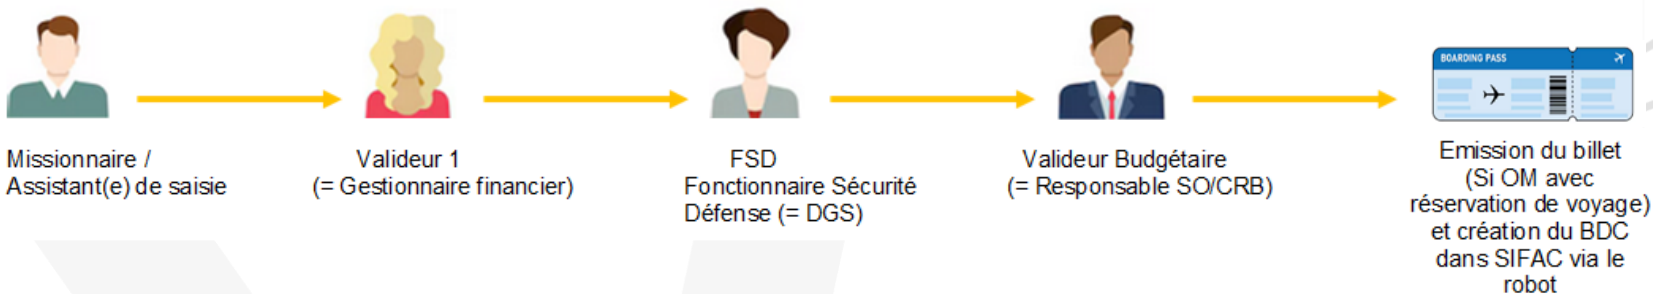 Missionnaire /
Assistant(e) de saisie
Valideur 1
(= Gestionnaire financier)
FSD
Fonctionnaire Sécurité
Défense (= DGS)
Valideur Budgétaire
(= Responsable SO/CRB)
BOARDING PASS
Emission du billet
(Si OM avec
réservation de voyage)
et création du BDC
dans SIFAC via le
robot